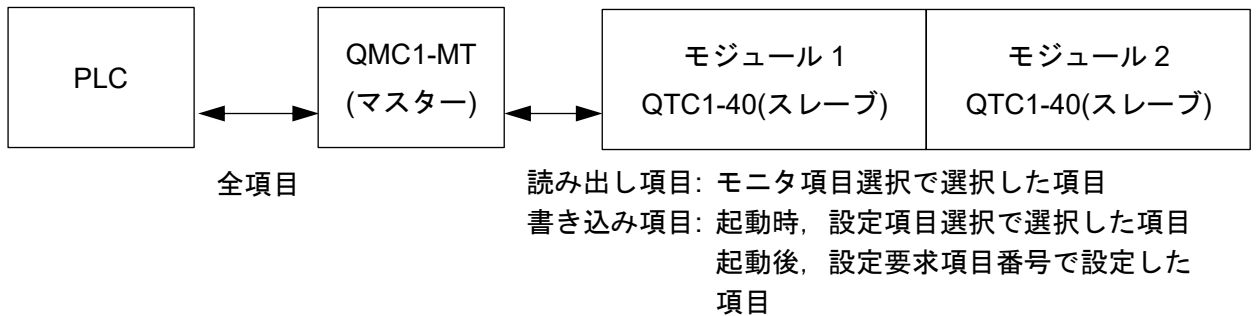 PLC
QMC1-MT
(マスター)
モジュール 1
QTC1-40(スレーブ)
モジュール 2
QTC1-40(スレーブ)
全項目
読み出し項目: モニタ項目選択で選択した項目
書き込み項目: 起動時, 設定項目選択で選択した項目
起動後, 設定要求項目番号で設定した
項目